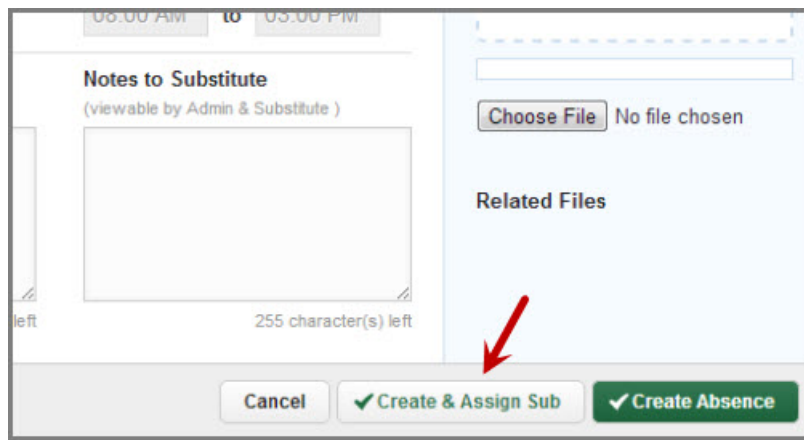 08:00 AM to 03:00 PM
Notes to Substitute
(viewable by Admin & Substitute )
Choose File No file chosen
Related Files
left
255 character(s) left
Cancel
✔Create & Assign Sub
✔Create Absence